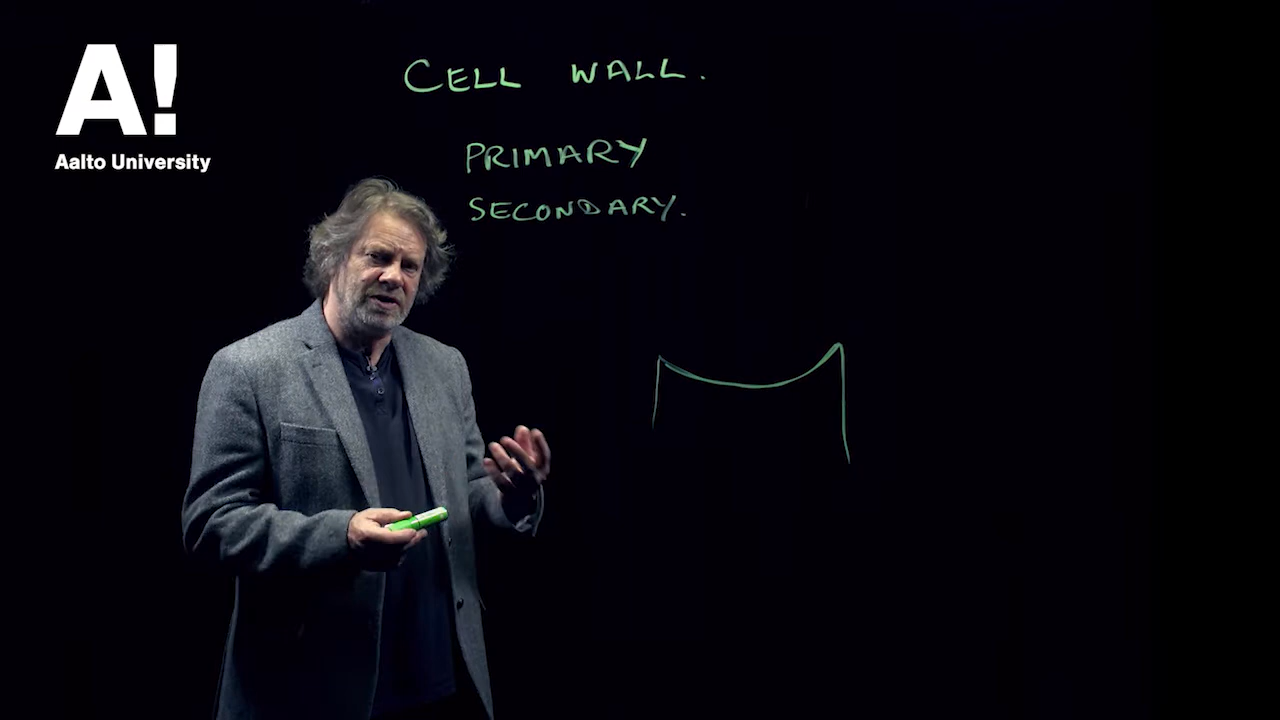 A!
Aalto University
CELL WALL.
PRIMARY
SECONDARY.